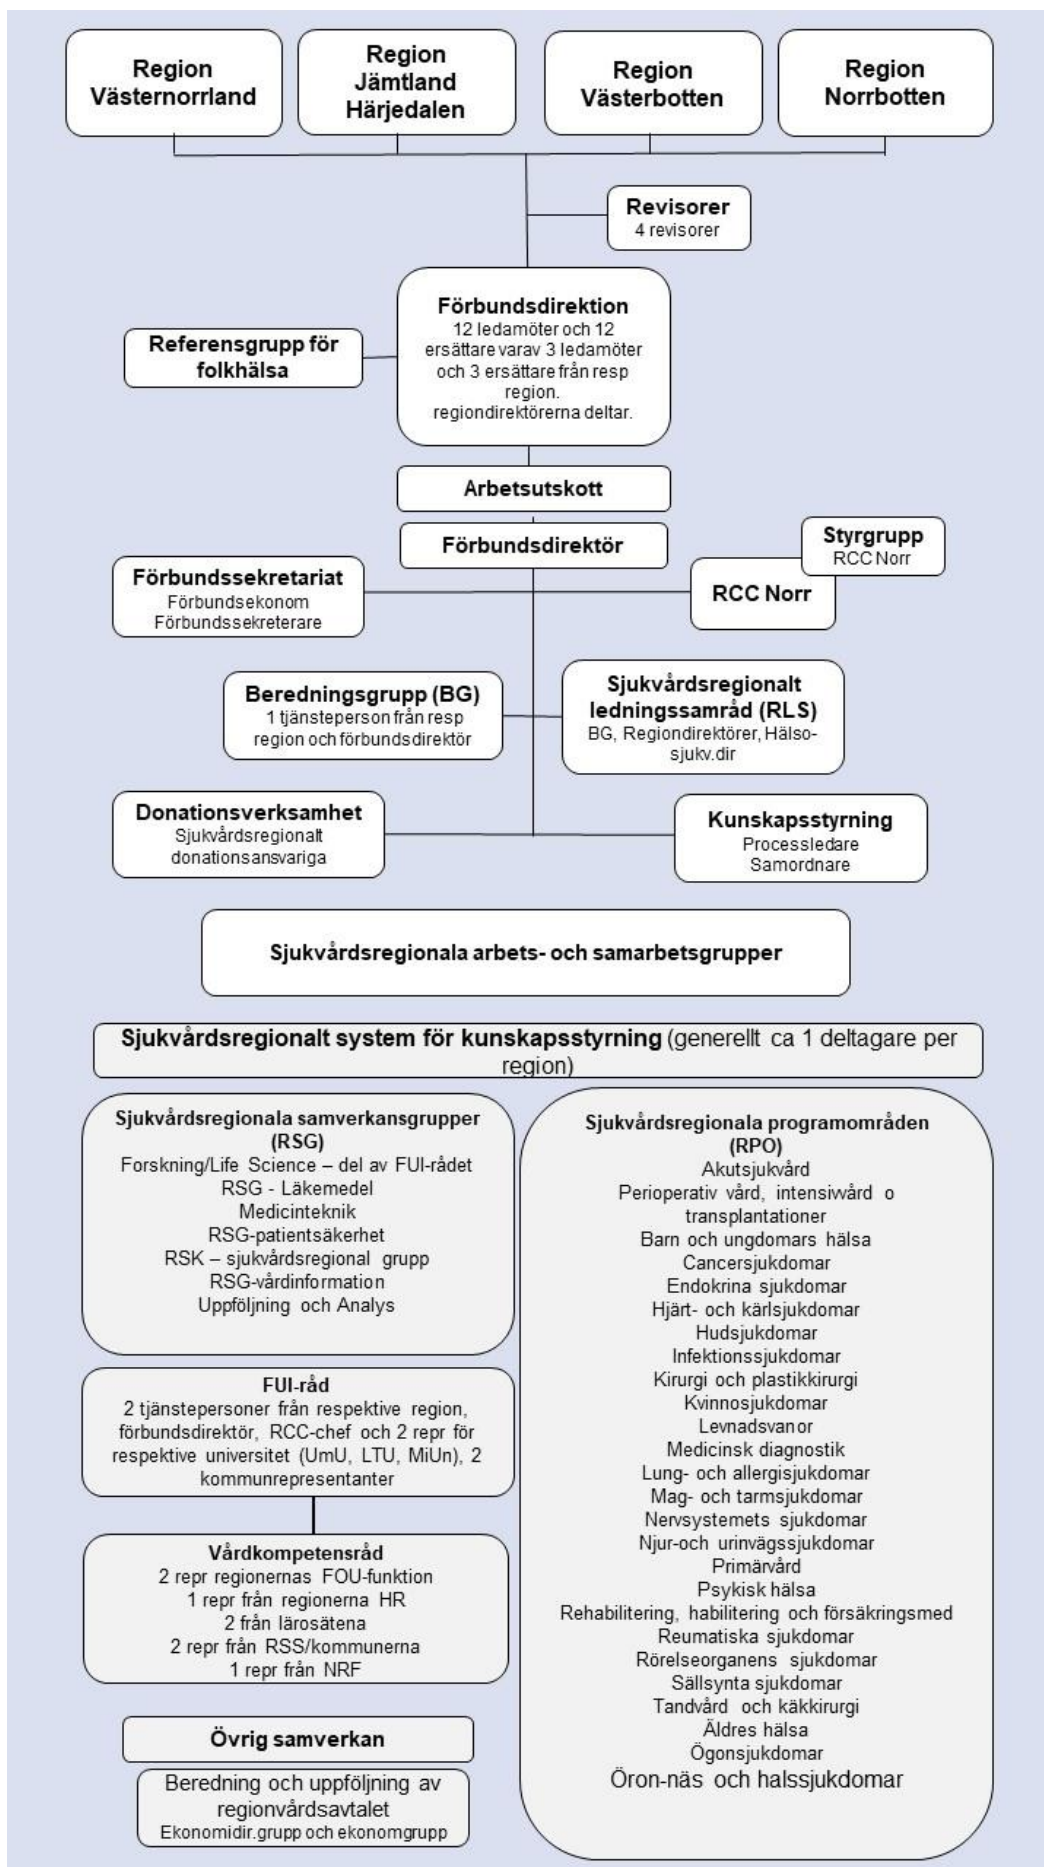 Region
Västernorrland
Region
Jämtland
Härjedalen
Region
Västerbotten
Region
Norrbotten
Revisorer
4 revisorer
Förbundsdirektion
12 ledamöter och 12
ersättare varav 3 ledamöter
och 3 ersättare från resp
region.
regiondirektörerna deltar.
Referensgrupp för
folkhälsa
Arbetsutskott
Förbundsdirektör
Styrgrupp
RCC Norr
RCC Norr
Förbundssekretariat
Förbundsekonom
Förbundssekreterare
Beredningsgrupp (BG)
1 tjänsteperson från resp
region och förbundsdirektör
Sjukvårdsregionalt
ledningssamråd (RLS)
BG, Regiondirektörer, Hälso-
sjukv.dir
Donationsverksamhet
Sjukvårdsregionalt
donationsansvariga
Kunskapsstyrning
Processledare
Samordnare
Sjukvårdsregionala arbets- och samarbetsgrupper
Sjukvårdsregionalt system för kunskapsstyrning (generellt ca 1 deltagare per
region)
Sjukvårdsregionala samverkansgrupper
(RSG)
Forskning/Life Science – del av FUI-rådet
RSG - Läkemedel
Medicinteknik
RSG-patientsäkerhet
RSK – sjukvårdsregional grupp
RSG-vårdinformation
Uppföljning och Analys
FUI-råd
2 tjänstepersoner från respektive region,
förbundsdirektör, RCC-chef och 2 repr för
respektive universitet (UmU, LTU, MiUn), 2
kommunrepresentanter
Vårdkompetensråd
2 repr regionernas FOU-funktion
1 repr från regionerna HR
2 från lärosätena
2 repr från RSS/kommunerna
1 repr från NRF
Övrig samverkan
Beredning och uppföljning av
regionvårdsavtalet
Ekonomidir.grupp och ekonomgrupp
Sjukvårdsregionala programområden
(RPO)
Akutsjukvård
Perioperativ vård, intensivvård o
transplantationer
Barn och ungdomars hälsa
Cancersjukdomar
Endokrina sjukdomar
Hjärt- och kärlsjukdomar
Hudsjukdomar
Infektionssjukdomar
Kirurgi och plastikkirurgi
Kvinnosjukdomar
Levnadsvanor
Medicinsk diagnostik
Lung- och allergisjukdomar
Mag- och tarmsjukdomar
Nervsystemets sjukdomar
Njur-och urinvägssjukdomar
Primärvård
Psykisk hälsa
Rehabilitering, habilitering och försäkringsmed
Reumatiska sjukdomar
Rörelseorganens sjukdomar
Sällsynta sjukdomar
Tandvård och käkkirurgi
Äldres hälsa
Ögonsjukdomar
Öron-näs och halssjukdomar